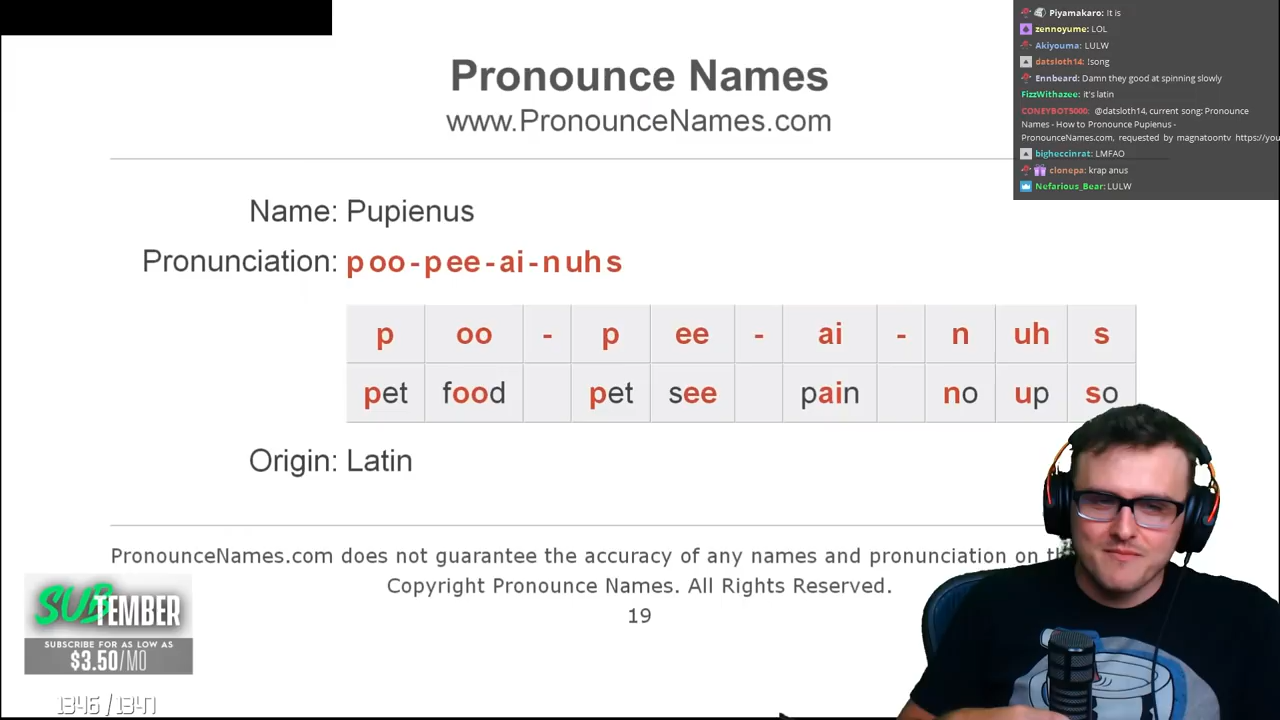 Pronounce Names
www.PronounceNames.com
Name: Pupienus
Pronunciation: poo-pee-ai-nuhs
p oo - p ee - ai - n uh s
pet food pet see pain no up so
Origin: Latin
PronounceNames.com does not guarantee the accuracy of any names and pronunciation on
Copyright Pronounce Names. All Rights Reserved.
19
Piyamakaro: It is
zennoyume: LOL
Akiyouma: LULW
datsloth14: !song
Ennbeard: Damn they good at spinning slowly
FizzWithazee: it's latin
CONEYBOT5000: @datsloth14, current song: Pronounce
Names - How to Pronounce Pupienus -
PronounceNames.com, requested by magnatoontv https://you
bigheccinrat: LMFAO
clonepa: krap anus
Nefarious_Bear: LULW
SUBTEMBER
SUBSCRIBE FOR AS LOW AS
$3.50/MO
1346 / 1347